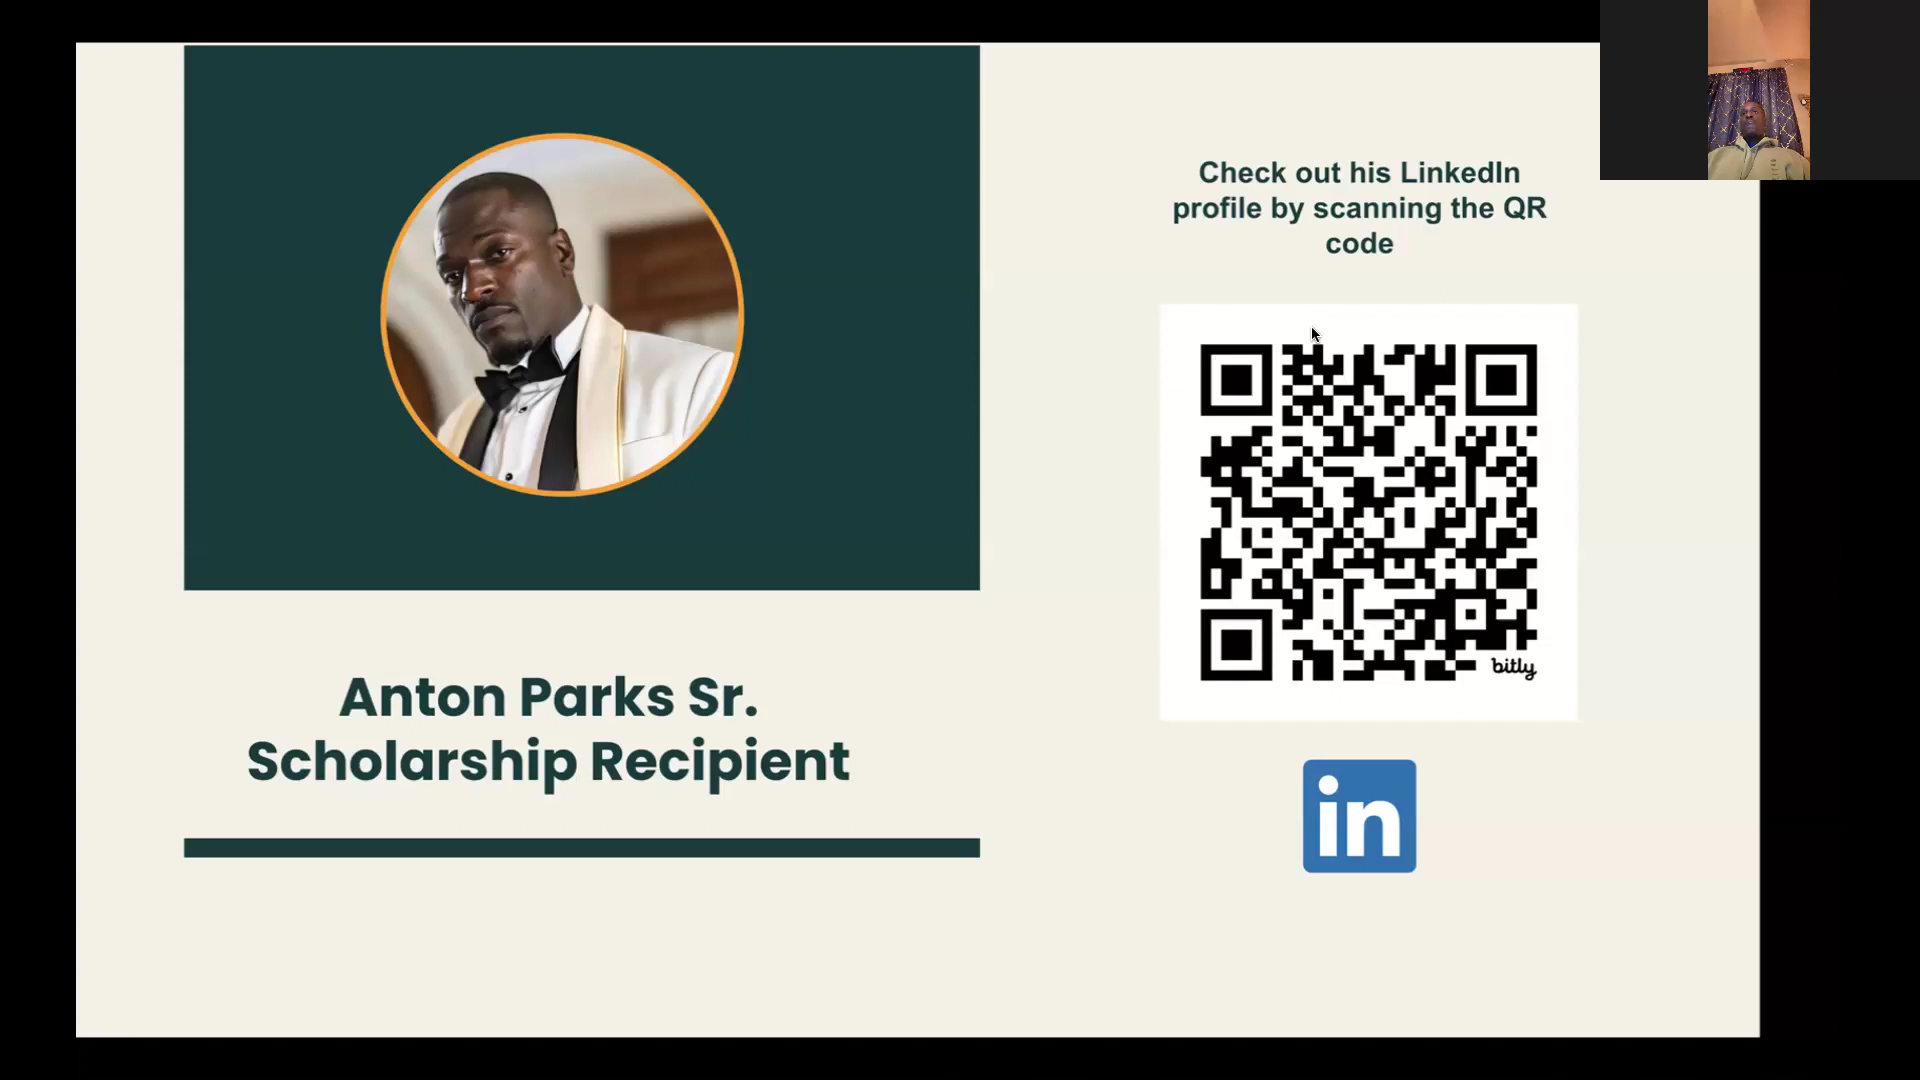 Check out his LinkedIn
profile by scanning the QR
code
bitly
Anton Parks Sr.
Scholarship Recipient
in